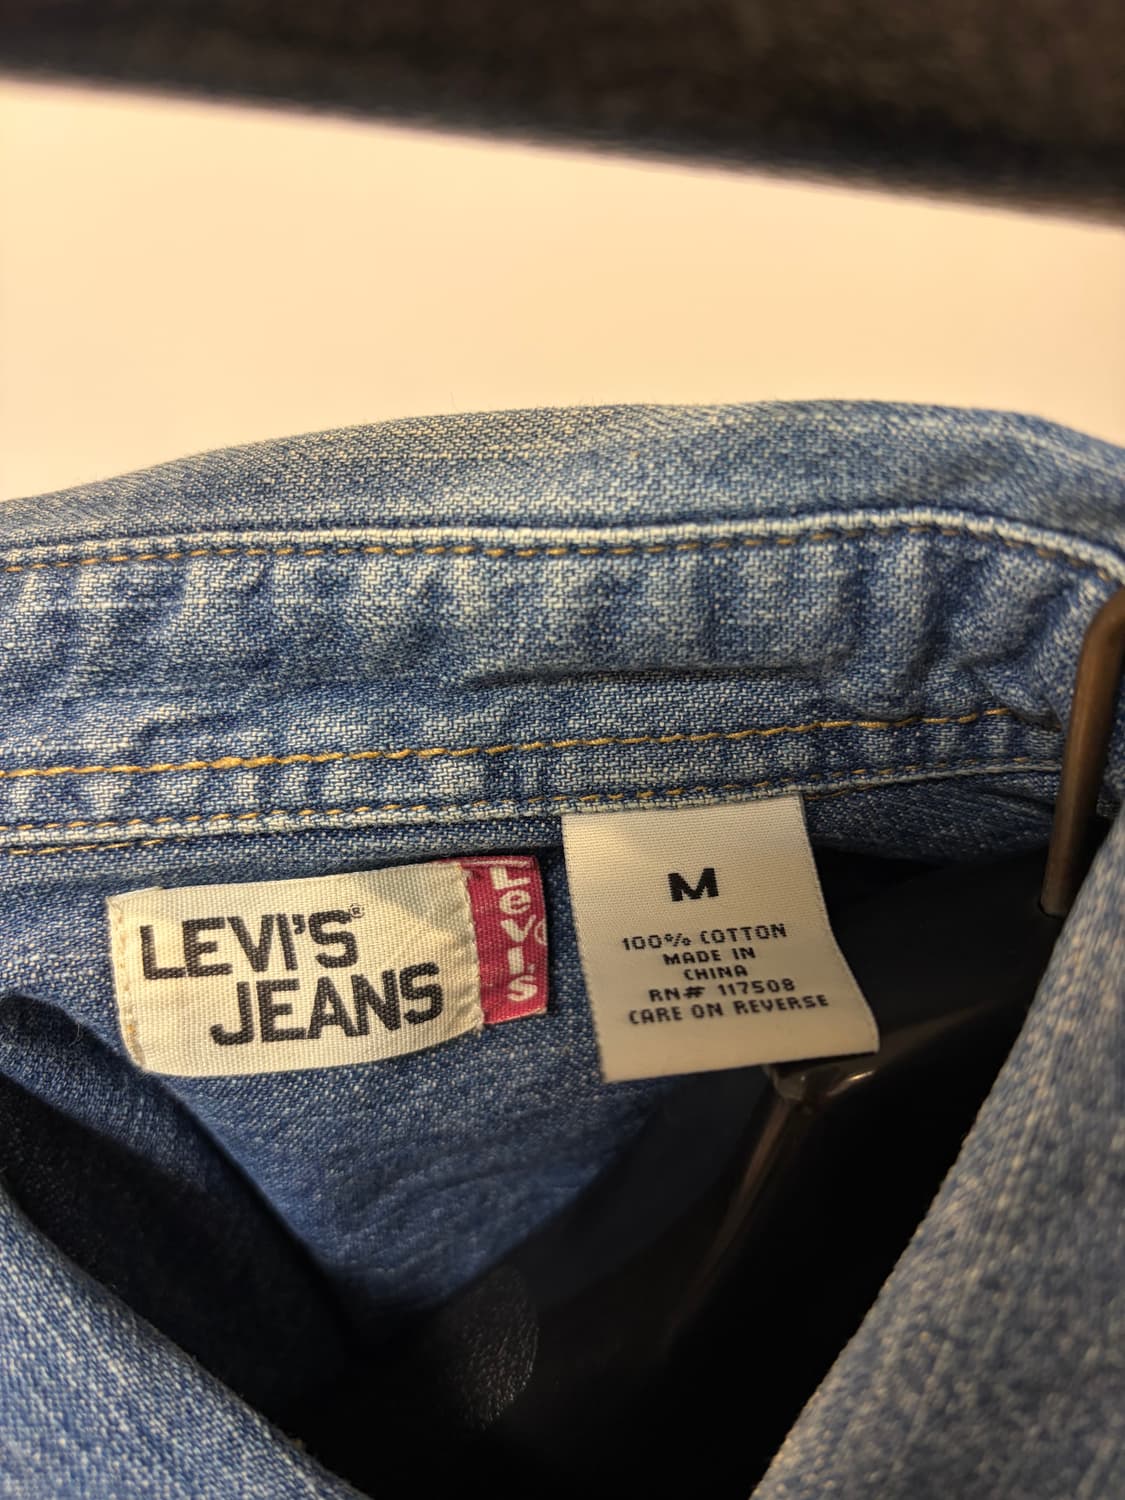 LEVI'S®
JEANS
LeVI'S
M
100% COTTON
MADE IN
CHINA
RN# 117508
CARE ON REVERSE